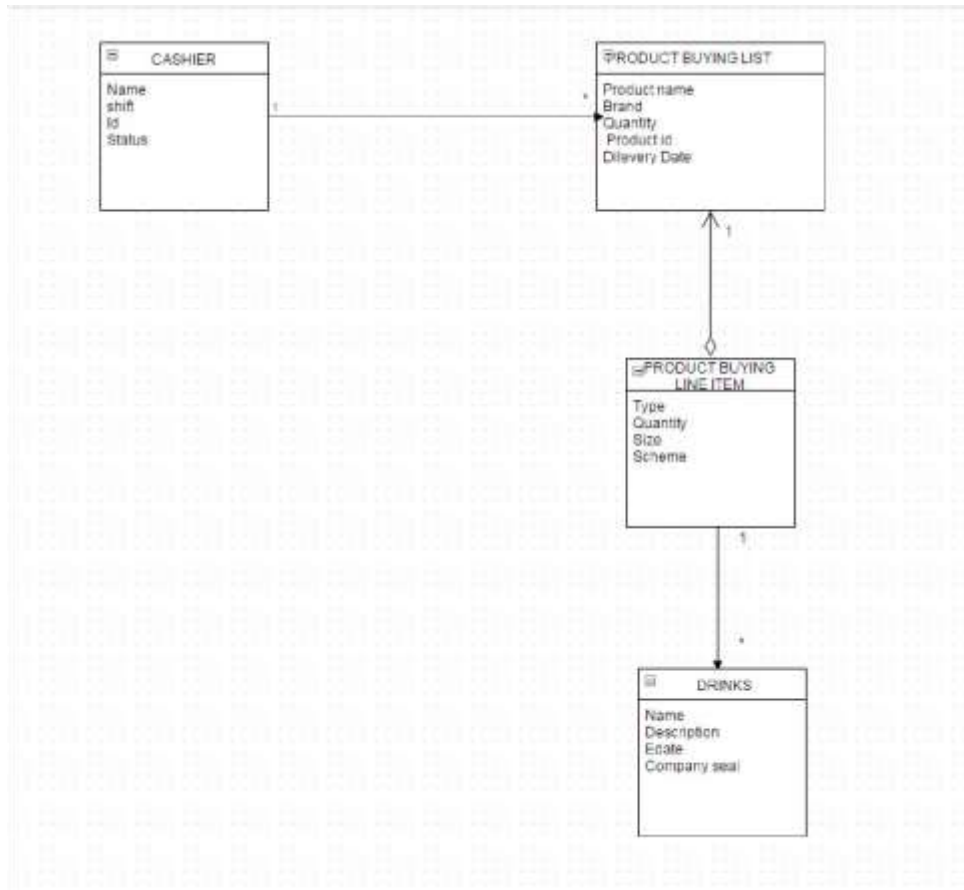 CASHIER
Name
shift
Id
Status
1
*
PRODUCT BUYING LIST
Product name
Brand
Quantity
Product id
Dilevery Date
1
PRODUCT BUYING
LINE ITEM
Type
Quantity
Size
Scheme
1
*
DRINKS
Name
Description
Edate
Company seal